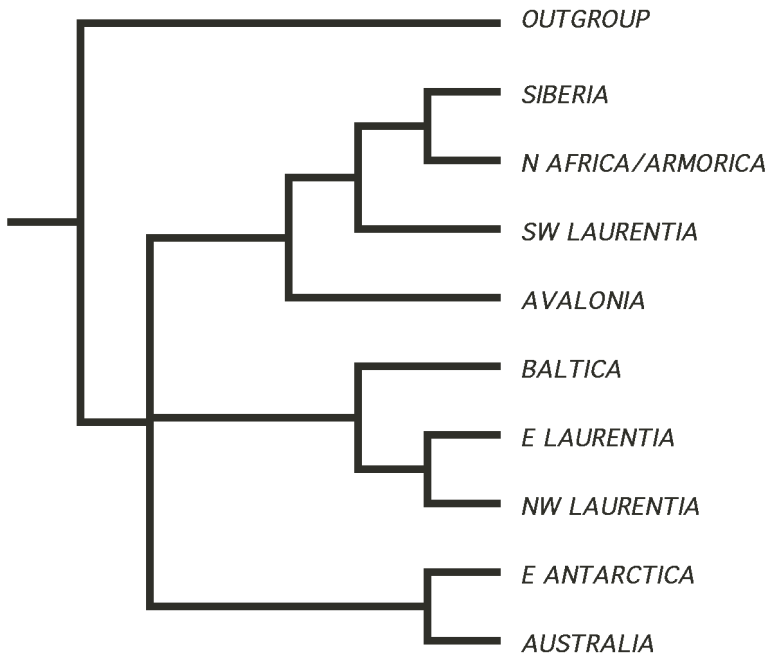 OUTGROUP
SIBERIA
N AFRICA/ARMORICA
SW LAURENTIA
AVALONIA
BALTICA
E LAURENTIA
NW LAURENTIA
E ANTARCTICA
AUSTRALIA